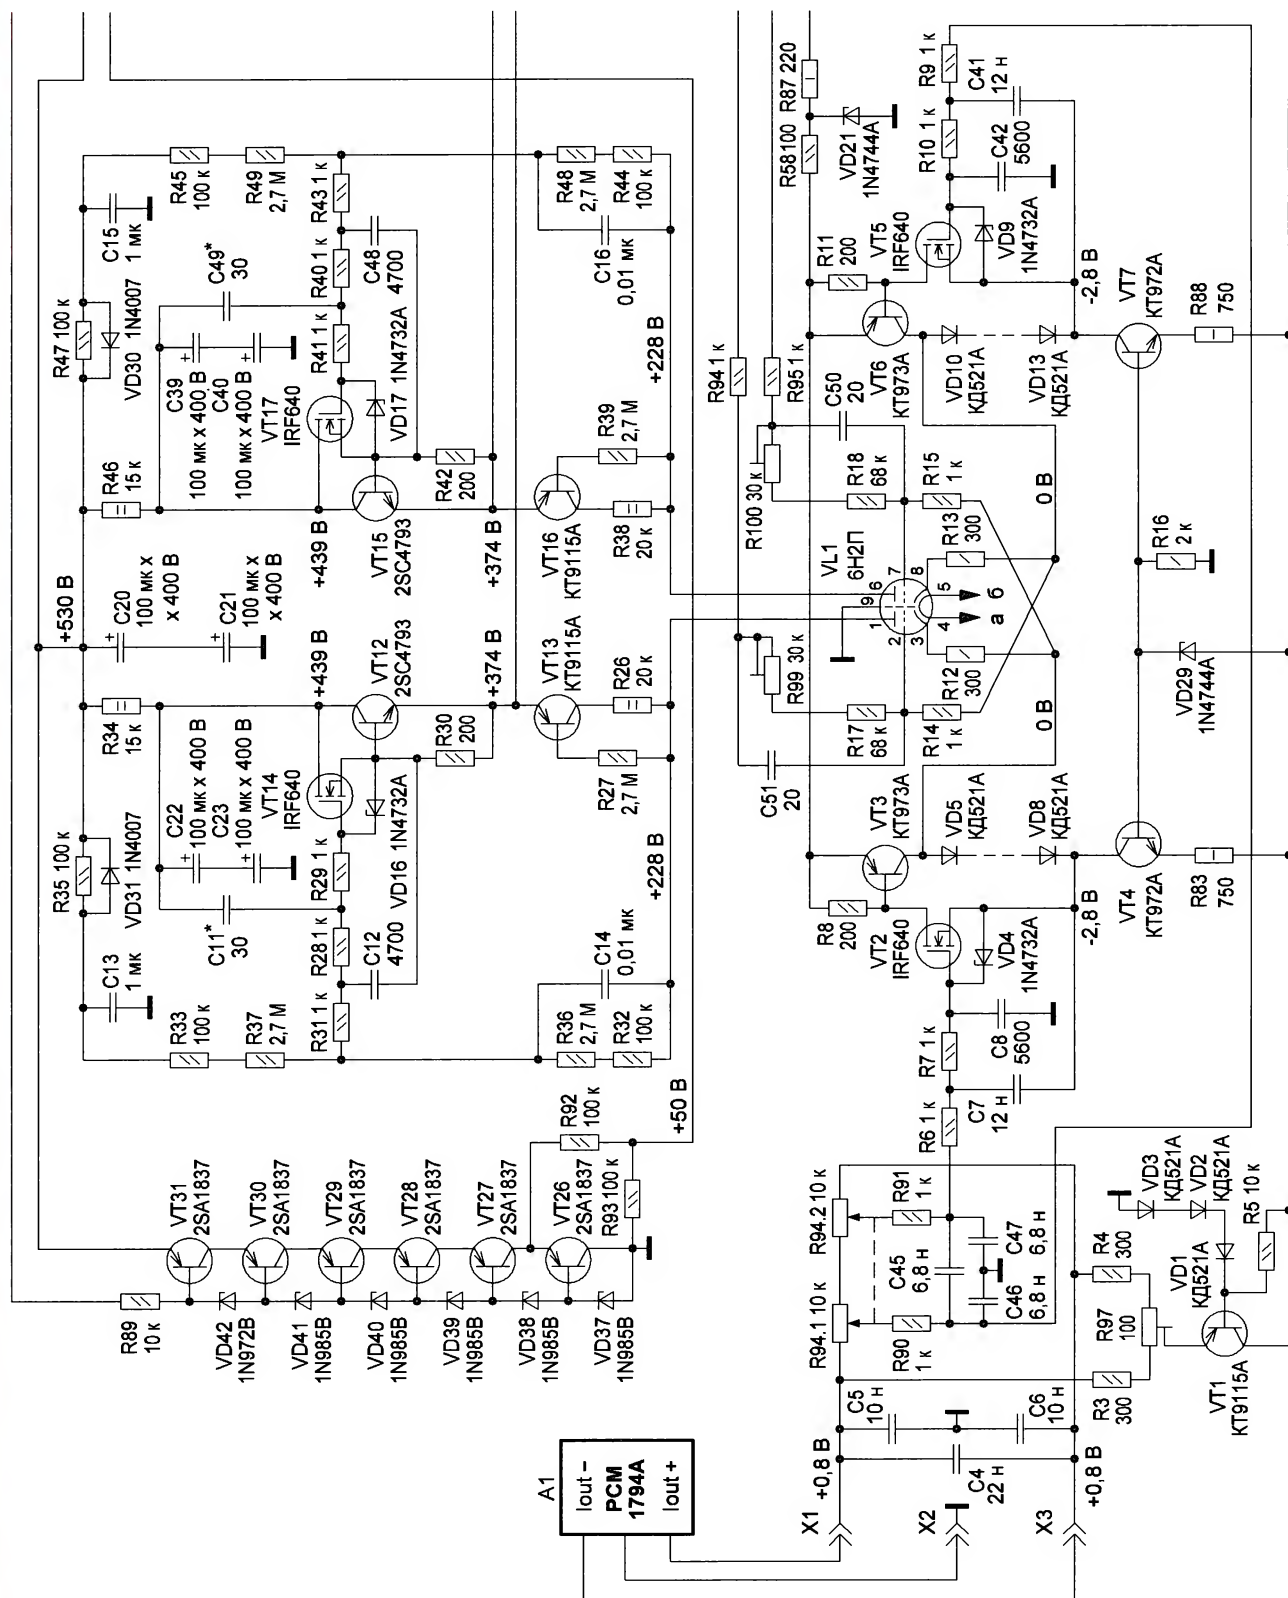 A1
Iout –
PCM
1794A
Iout +
X1
X2
X3
+0,8 В
+0,8 В
C5
10 н
C4
22 н
C6
10 н
R94.1 10 к
R94.2 10 к
R90
1 к
R91
1 к
C45
6,8 н
C46
6,8 н
C47
6,8 н
R3
300
R97
100
R4
300
VT1
КТ9115А
VD1
КД521А
VD3
КД521А
VD2
КД521А
R5 10 к
R89
10 к
VD42
1N972B
VD41
1N985B
VD40
1N985B
VD39
1N985B
VD38
1N985B
VD37
1N985B
VT31
2SA1837
VT30
2SA1837
VT29
2SA1837
VT28
2SA1837
VT27
2SA1837
VT26
2SA1837
R92
100 к
R93 100 к
+50 В
C13
1 мк
R35 100 к
VD31 1N4007
R34
15 к
+530 В
R33
100 к
R37
2,7 М
C11*
30
C22
100 мк x 400 В
C23
100 мк x 400 В
C20
100 мк x
x 400 В
C21
100 мк x
x 400 В
VT14
IRF640
R31 1 к
R28 1 к
R29 1 к
C12
4700
VD16 1N4732A
+439 В
VT12
2SC4793
R30
200
+374 В
R36
2,7 М
R32
100 к
C14
0,01 мк
R27
2,7 М
VT13
КТ9115А
R26
20 к
+228 В
R46
15 к
R47 100 к
VD30 1N4007
C15
1 мк
R45
100 к
R49
2,7 М
C39
100 мк x 400 В
C40
100 мк x 400 В
C49*
30
VT17
IRF640
R41 1 к
R40 1 к
R43 1 к
VD17 1N4732A
C48
4700
+439 В
VT15
2SC4793
R42
200
+374 В
VT16
КТ9115А
R38
20 к
R39
2,7 М
C16
0,01 мк
R48
2,7 М
R44
100 к
+228 В
R94 1 к
R95 1 к
R58 100
R87 220
VD21
1N4744A
C51
20
R99 30 к
R100 30 к
C50
20
R17
68 к
R18
68 к
VL1
6Н2П
1
9
6
2
7
3
8
4
5
а
б
R14
1 к
R12
300
R13
300
R15
1 к
0 В
0 В
R6 1 к
R7 1 к
C7
12 н
C8
5600
R8
200
VT2
IRF640
VD4
1N4732A
VT3
КТ973А
VD5
КД521А
VD8
КД521А
-2,8 В
VT4
КТ972А
R83
750
VD29
1N4744A
R16
2 к
R11
200
VT5
IRF640
VT6
КТ973А
VD9
1N4732A
VD10
КД521А
VD13
КД521А
-2,8 В
VT7
КТ972А
R88
750
R10 1 к
R9 1 к
C42
5600
C41
12 н